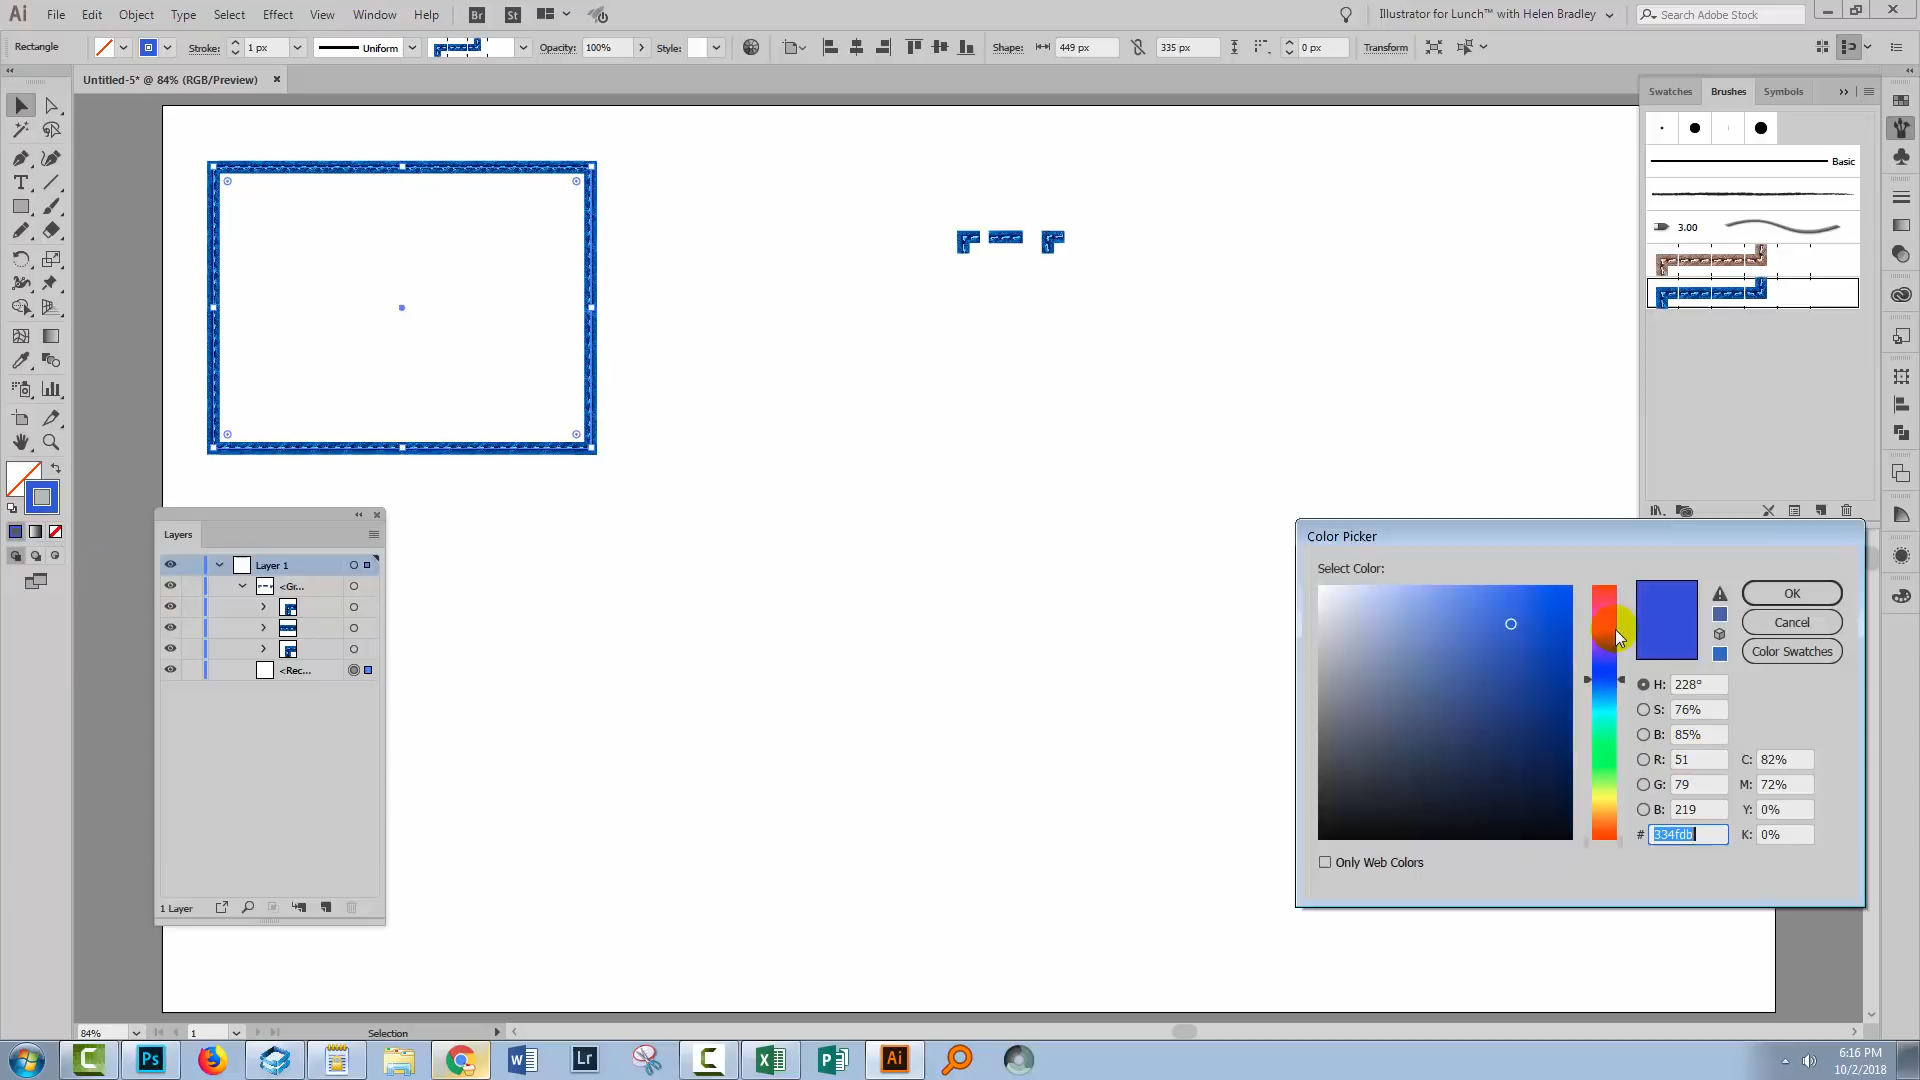 Ai File Edit Object Type Select Effect View Window Help Br St Illustrator for Lunch™ with Helen Bradley Search Adobe Stock
Rectangle Stroke: 1 px Uniform Opacity: 100% Style: Shape: 449 px 335 px 0 px Transform
Untitled-5* @ 84% (RGB/Preview)
Swatches Brushes Symbols
Basic
3.00
Layers
Layer 1
<Gr...
<Rec...
1 Layer
Color Picker
Select Color:
OK
Cancel
Color Swatches
H: 228°
S: 76%
B: 85%
R: 51 C: 82%
G: 79 M: 72%
B: 219 Y: 0%
# 334fdb K: 0%
Only Web Colors
84% 1 Selection
Ps Lr Ai
6:16 PM
10/2/2018